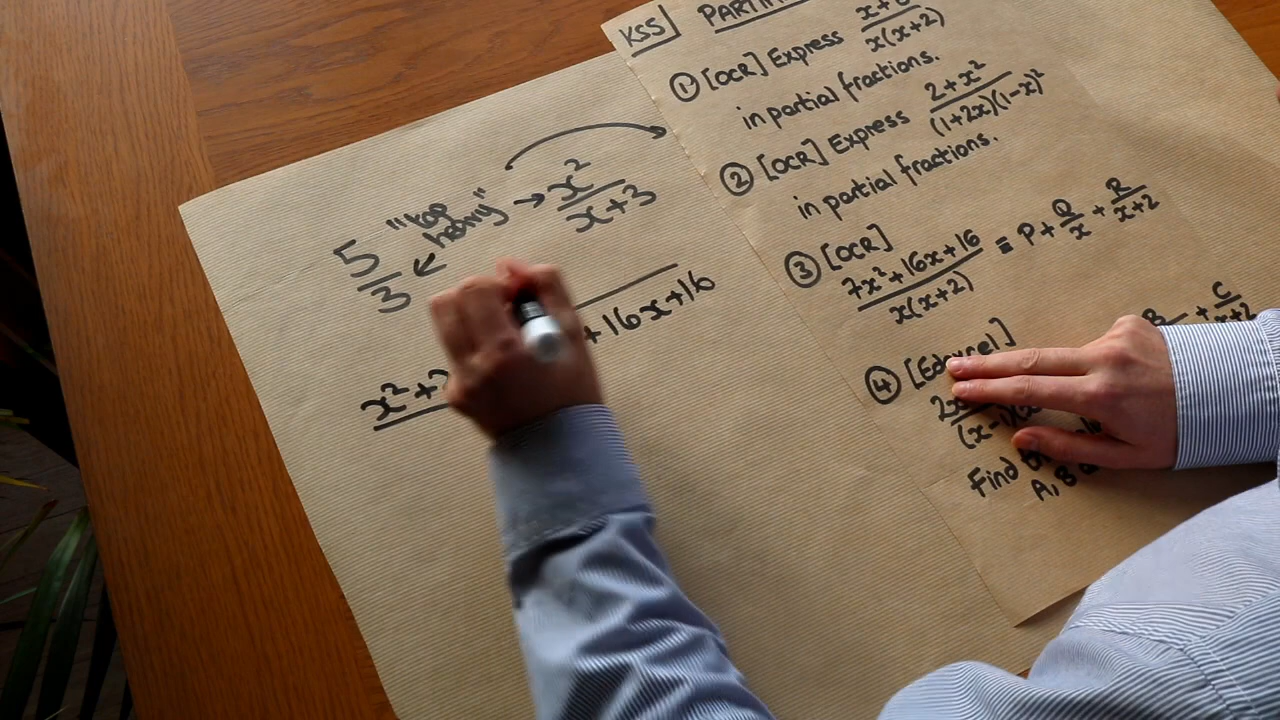 KSS
① [OCR] Express x+6/x(x+2)
in partial fractions.
② [OCR] Express 2+x²/(1+2x)(1-x)²
in partial fractions.
③ [OCR]
7x²+16x+16/x(x+2) ≡ P + Q/x + R/x+2
④ [Edexcel]
Find
A, B
5/3 "top heavy" x²/x+3
+16x+16
x²+